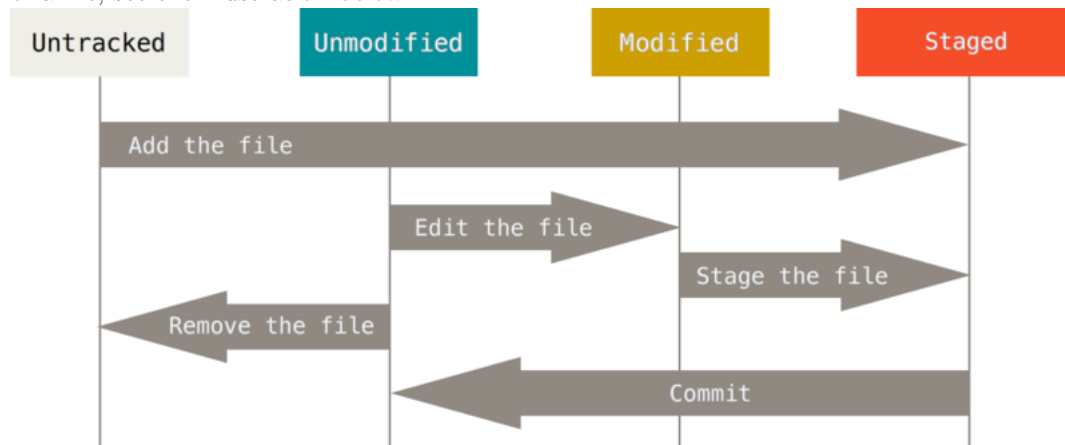 Untracked Unmodified Modified Staged
Add the file
Edit the file
Stage the file
Remove the file
Commit